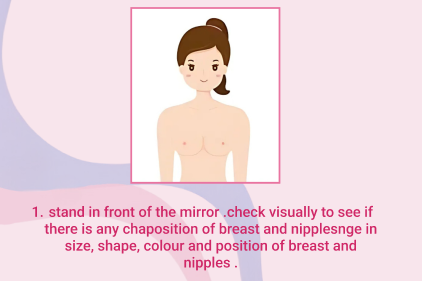 1. stand in front of the mirror .check visually to see if
there is any chaposition of breast and nipplesnge in
size, shape, colour and position of breast and
nipples .